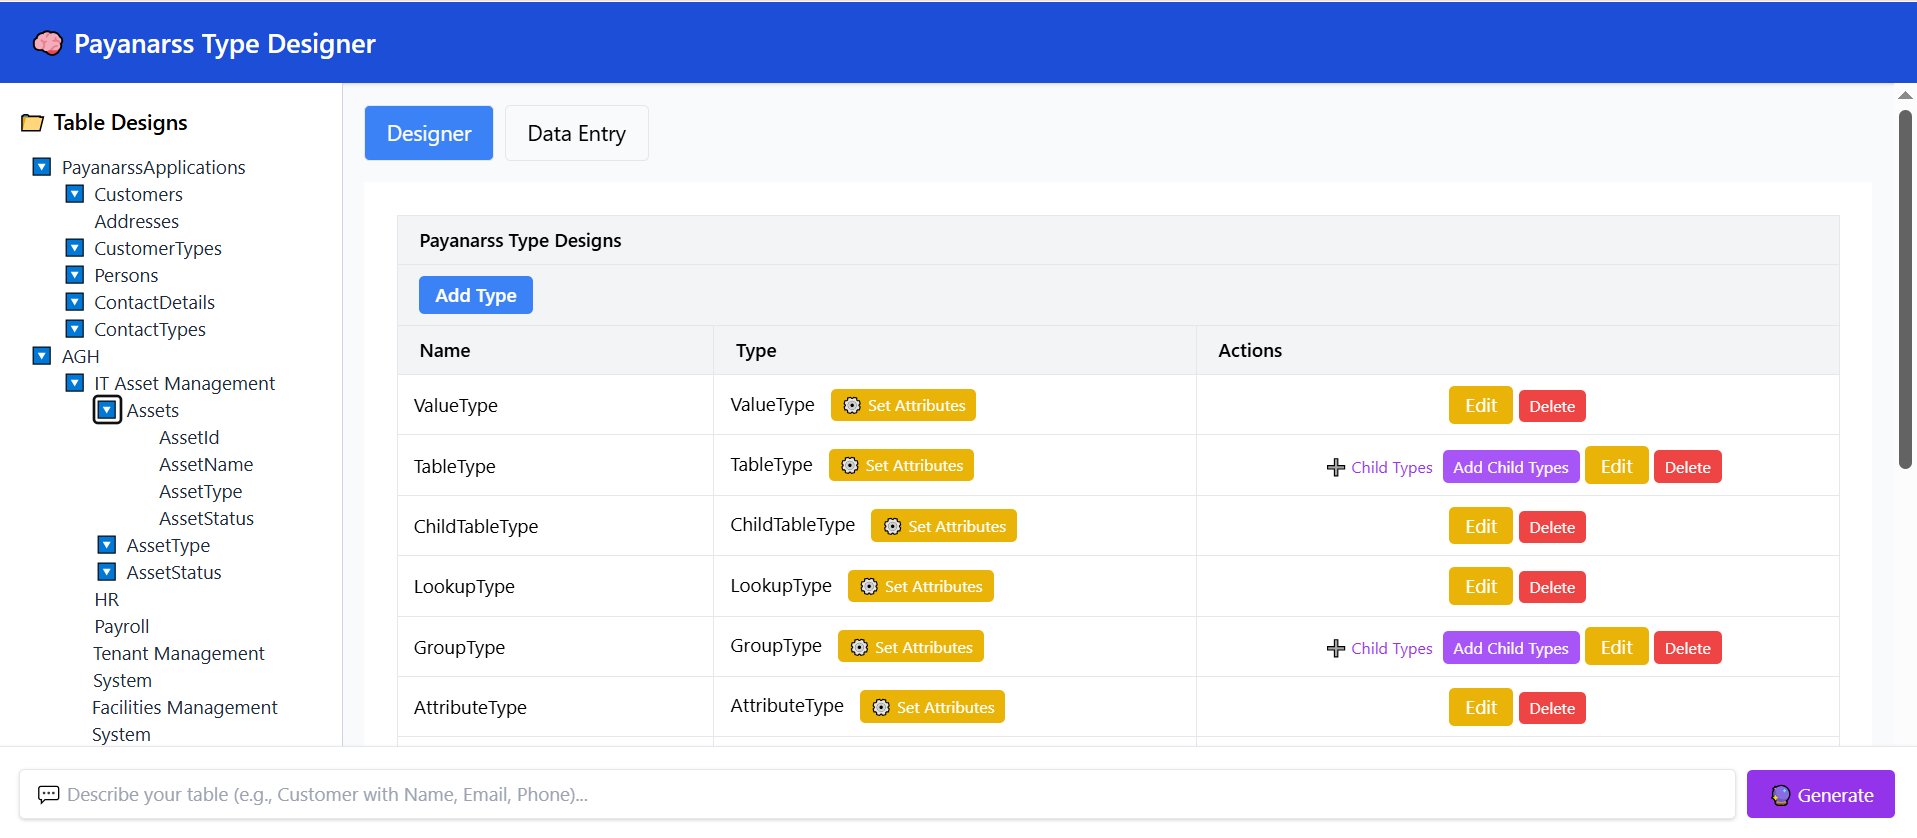 Payanarss Type Designer
Table Designs
PayanarssApplications
Customers
Addresses
CustomerTypes
Persons
ContactDetails
ContactTypes
AGH
IT Asset Management
Assets
AssetId
AssetName
AssetType
AssetStatus
AssetType
AssetStatus
HR
Payroll
Tenant Management
System
Facilities Management
System
Designer Data Entry
Payanarss Type Designs
Add Type
Name Type Actions
ValueType ValueType Set Attributes Edit Delete
TableType TableType Set Attributes Child Types Add Child Types Edit Delete
ChildTableType ChildTableType Set Attributes Edit Delete
LookupType LookupType Set Attributes Edit Delete
GroupType GroupType Set Attributes Child Types Add Child Types Edit Delete
AttributeType AttributeType Set Attributes Edit Delete
Describe your table (e.g., Customer with Name, Email, Phone)... Generate